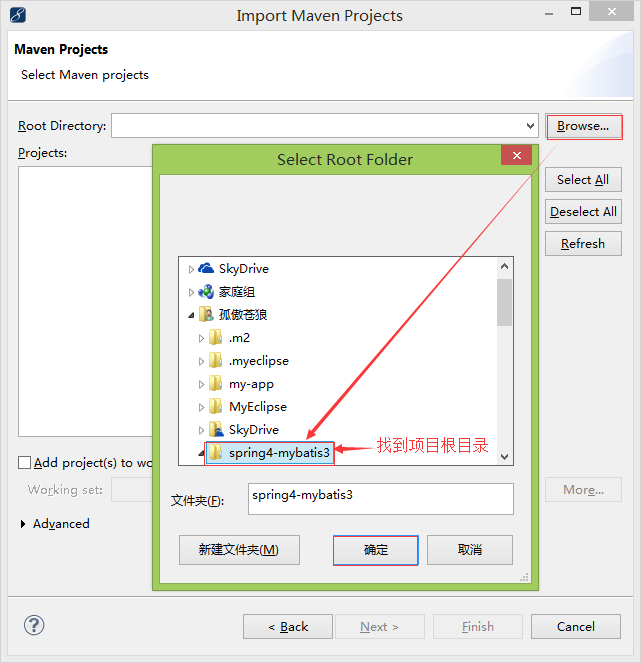 Import Maven Projects
Maven Projects
Select Maven projects
Root Directory:
Browse...
Projects:
Select Root Folder
Select All
Deselect All
Refresh
SkyDrive
家庭组
孤傲苍狼
.m2
.myeclipse
my-app
MyEclipse
SkyDrive
spring4-mybatis3
找到项目根目录
Add project(s) to wo
Working set:
More...
文件夹(F):
spring4-mybatis3
Advanced
新建文件夹(M)
确定
取消
?
< Back
Next >
Finish
Cancel